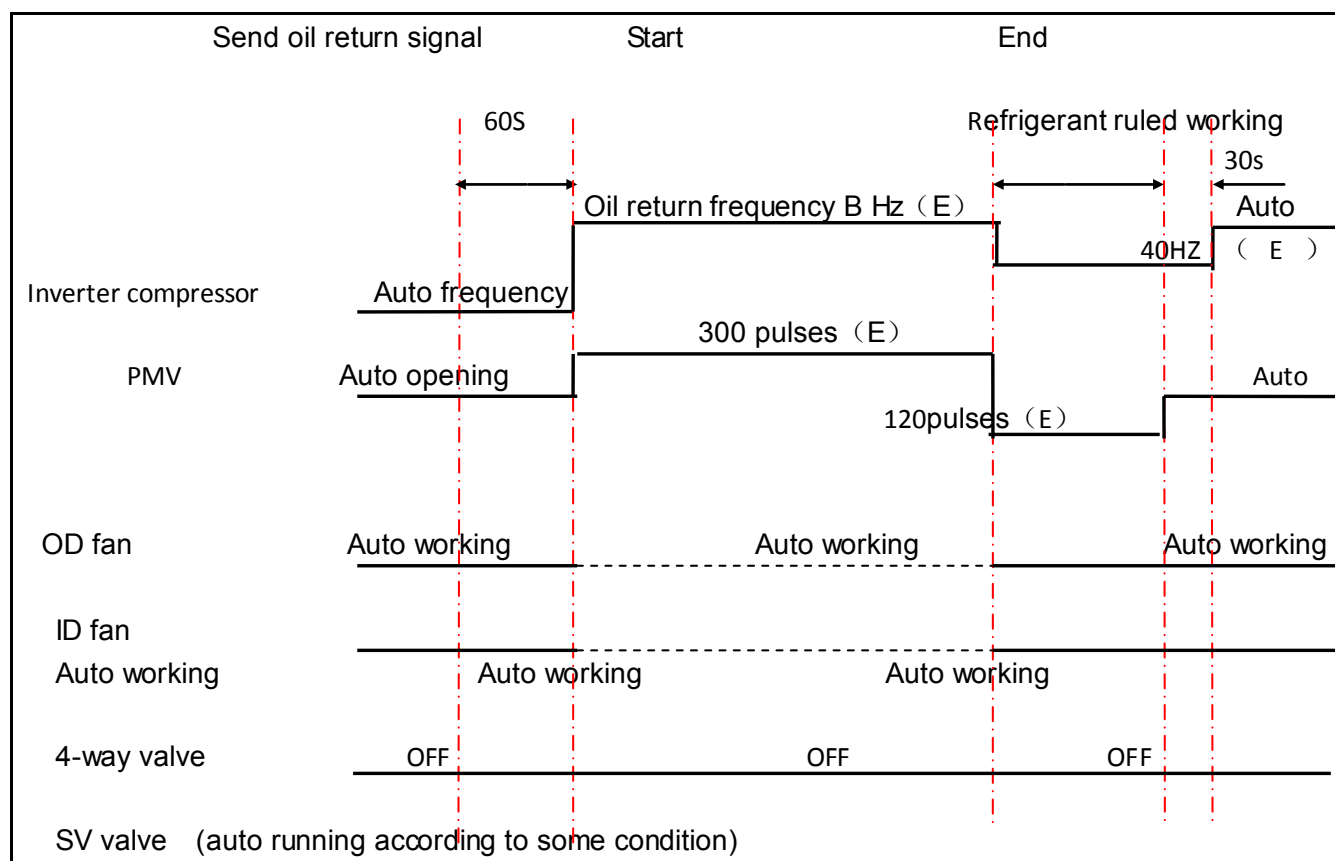 Send oil return signal Start End
60S Refrigerant ruled working
30s
Oil return frequency B Hz（E） Auto
40HZ （ E ）
Inverter compressor Auto frequency
300 pulses（E）
PMV Auto opening Auto
120pulses（E）
OD fan Auto working Auto working Auto working
ID fan
Auto working Auto working Auto working
4-way valve OFF OFF OFF
SV valve (auto running according to some condition)